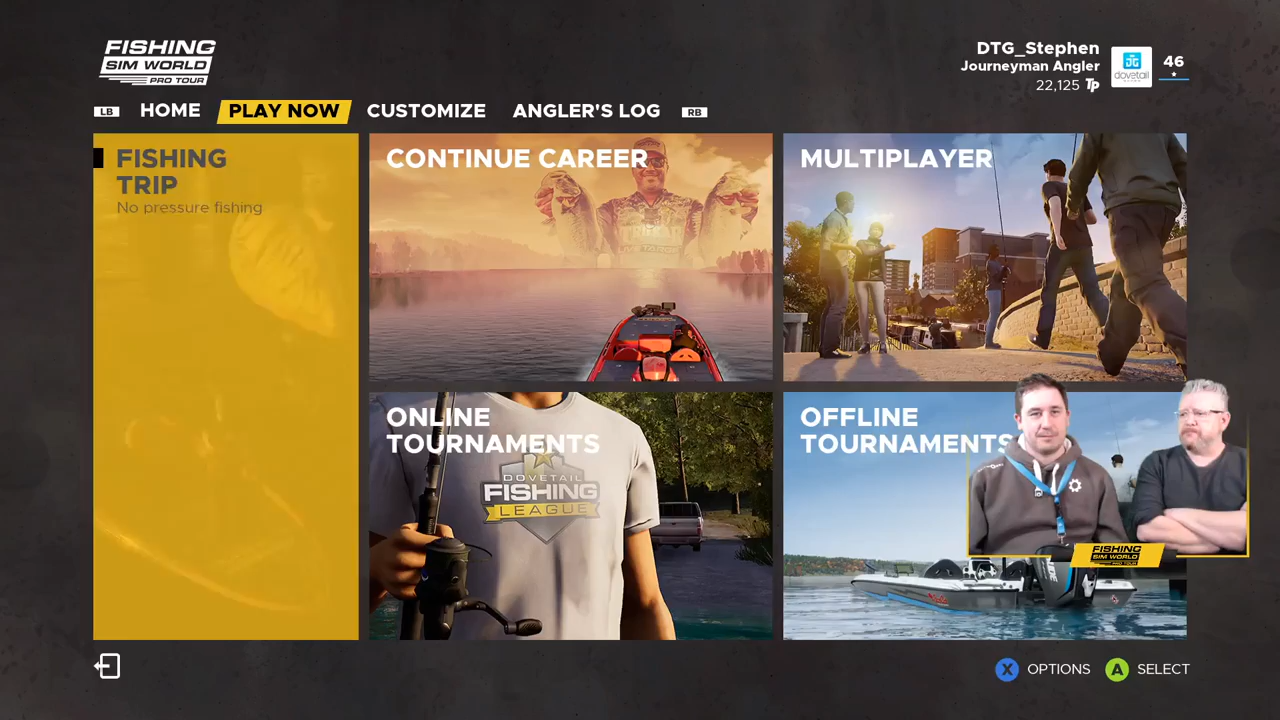 FISHING
SIM WORLD
PRO TOUR
DTG_Stephen
Journeyman Angler
22,125 Tp
dovetail
46
LB
HOME
PLAY NOW
CUSTOMIZE
ANGLER'S LOG
RB
FISHING
TRIP
No pressure fishing
CONTINUE CAREER
MULTIPLAYER
ONLINE
TOURNAMENTS
DOVETAIL
FISHING
LEAGUE
OFFLINE
TOURNAMENTS
FISHING
SIM WORLD
PRO TOUR
X OPTIONS
A SELECT